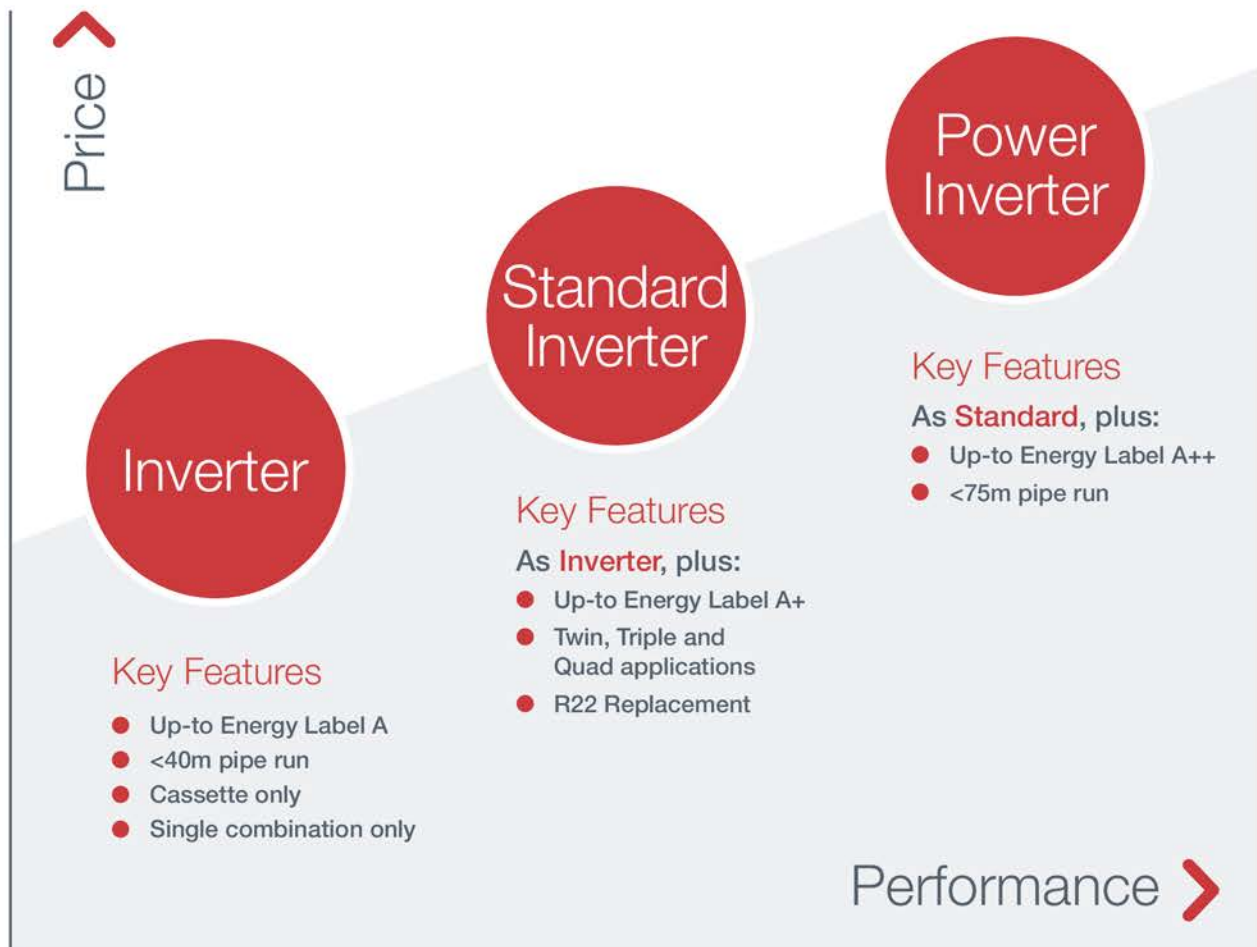 Price
Inverter
Key Features
Up-to Energy Label A
<40m pipe run
Cassette only
Single combination only
Standard
Inverter
Key Features
As Inverter, plus:
Up-to Energy Label A+
Twin, Triple and
Quad applications
R22 Replacement
Power
Inverter
Key Features
As Standard, plus:
Up-to Energy Label A++
<75m pipe run
Performance